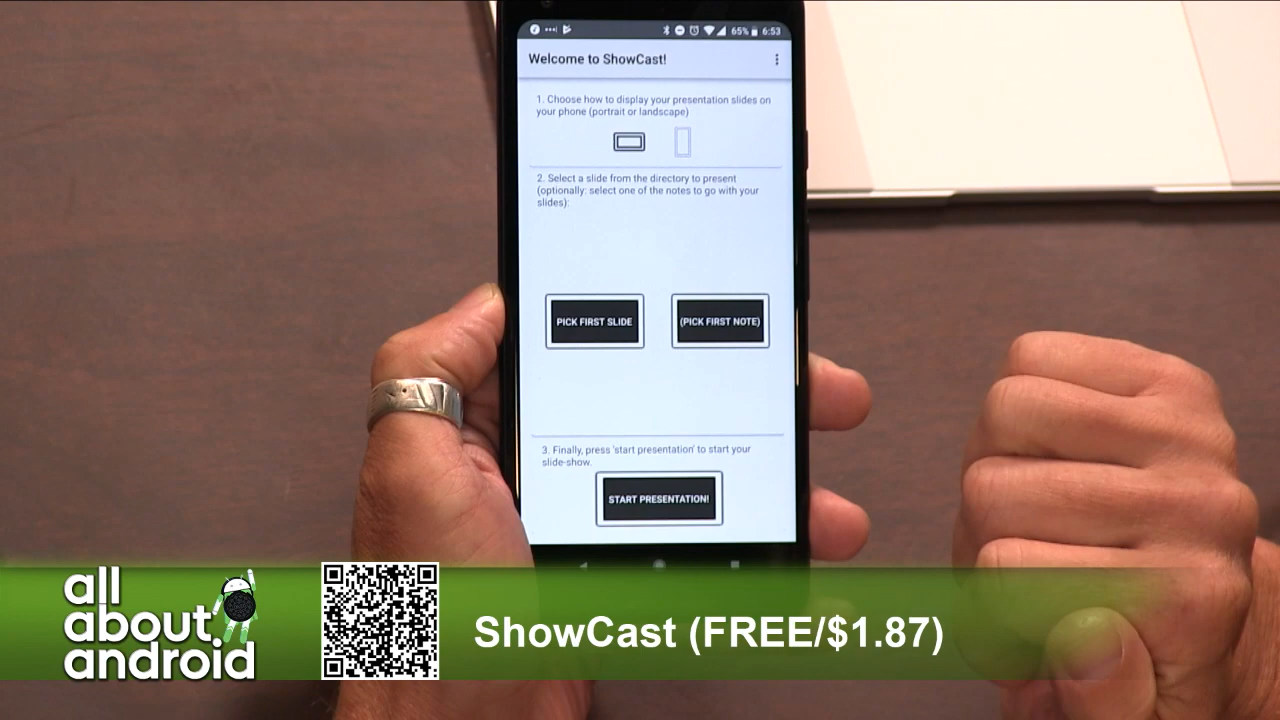 65% 6:53
Welcome to ShowCast!
1. Choose how to display your presentation slides on
your phone (portrait or landscape)
2. Select a slide from the directory to present
(optionally: select one of the notes to go with your
slides):
PICK FIRST SLIDE
(PICK FIRST NOTE)
3. Finally, press 'start presentation' to start your
slide-show.
START PRESENTATION!
all
about
android
ShowCast (FREE/$1.87)